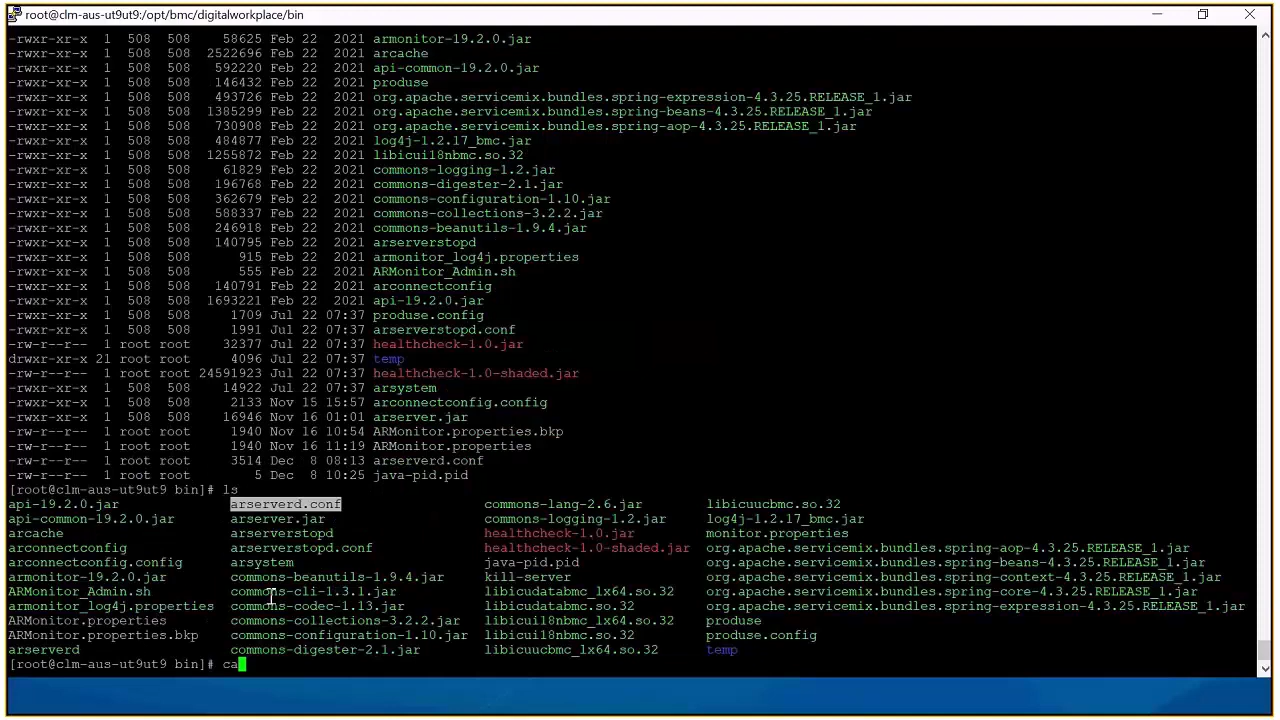 root@clm-aus-ut9ut9:/opt/bmc/digitalworkplace/bin
-rwxr-xr-x 1 508 508 58625 Feb 22 2021 armonitor-19.2.0.jar
-rwxr-xr-x 1 508 508 2522696 Feb 22 2021 arcache
-rwxr-xr-x 1 508 508 592220 Feb 22 2021 api-common-19.2.0.jar
-rwxr-xr-x 1 508 508 146432 Feb 22 2021 produse
-rwxr-xr-x 1 508 508 493726 Feb 22 2021 org.apache.servicemix.bundles.spring-expression-4.3.25.RELEASE_1.jar
-rwxr-xr-x 1 508 508 1385299 Feb 22 2021 org.apache.servicemix.bundles.spring-beans-4.3.25.RELEASE_1.jar
-rwxr-xr-x 1 508 508 730908 Feb 22 2021 org.apache.servicemix.bundles.spring-aop-4.3.25.RELEASE_1.jar
-rwxr-xr-x 1 508 508 484877 Feb 22 2021 log4j-1.2.17_bmc.jar
-rwxr-xr-x 1 508 508 1255872 Feb 22 2021 libicui18nbmc.so.32
-rwxr-xr-x 1 508 508 61829 Feb 22 2021 commons-logging-1.2.jar
-rwxr-xr-x 1 508 508 196768 Feb 22 2021 commons-digester-2.1.jar
-rwxr-xr-x 1 508 508 362679 Feb 22 2021 commons-configuration-1.10.jar
-rwxr-xr-x 1 508 508 588337 Feb 22 2021 commons-collections-3.2.2.jar
-rwxr-xr-x 1 508 508 246918 Feb 22 2021 commons-beanutils-1.9.4.jar
-rwxr-xr-x 1 508 508 140795 Feb 22 2021 arserverstopd
-rwxr-xr-x 1 508 508 915 Feb 22 2021 armonitor_log4j.properties
-rwxr-xr-x 1 508 508 555 Feb 22 2021 ARMonitor_Admin.sh
-rwxr-xr-x 1 508 508 140791 Feb 22 2021 arconnectconfig
-rwxr-xr-x 1 508 508 1693221 Feb 22 2021 api-19.2.0.jar
-rwxr-xr-x 1 508 508 1709 Jul 22 07:37 produse.config
-rwxr-xr-x 1 508 508 1991 Jul 22 07:37 arserverstopd.conf
-rw-r--r-- 1 root root 32377 Jul 22 07:37 healthcheck-1.0.jar
drwxr-xr-x 21 root root 4096 Jul 22 07:37 temp
-rw-r--r-- 1 root root 24591923 Jul 22 07:37 healthcheck-1.0-shaded.jar
-rwxr-xr-x 1 508 508 14922 Jul 22 07:37 arsystem
-rwxr-xr-x 1 508 508 2133 Nov 15 15:57 arconnectconfig.config
-rwxr-xr-x 1 508 508 16946 Nov 16 01:01 arserver.jar
-rw-r--r-- 1 root root 1940 Nov 16 10:54 ARMonitor.properties.bkp
-rw-r--r-- 1 root root 1940 Nov 16 11:19 ARMonitor.properties
-rw-r--r-- 1 root root 3514 Dec 8 08:13 arserverd.conf
-rw-r--r-- 1 root root 5 Dec 8 10:25 java-pid.pid
[root@clm-aus-ut9ut9 bin]# ls
api-19.2.0.jar arserverd.conf commons-lang-2.6.jar libicuucbmc.so.32
api-common-19.2.0.jar arserver.jar commons-logging-1.2.jar log4j-1.2.17_bmc.jar
arcache arserverstopd healthcheck-1.0.jar monitor.properties
arconnectconfig arserverstopd.conf healthcheck-1.0-shaded.jar org.apache.servicemix.bundles.spring-aop-4.3.25.RELEASE_1.jar
arconnectconfig.config arsystem java-pid.pid org.apache.servicemix.bundles.spring-beans-4.3.25.RELEASE_1.jar
armonitor-19.2.0.jar commons-beanutils-1.9.4.jar kill-server org.apache.servicemix.bundles.spring-context-4.3.25.RELEASE_1.jar
ARMonitor_Admin.sh commons-cli-1.3.1.jar libicudatabmc_lx64.so.32 org.apache.servicemix.bundles.spring-core-4.3.25.RELEASE_1.jar
armonitor_log4j.properties commons-codec-1.13.jar libicudatabmc.so.32 org.apache.servicemix.bundles.spring-expression-4.3.25.RELEASE_1.jar
ARMonitor.properties commons-collections-3.2.2.jar libicui18nbmc_lx64.so.32 produse
ARMonitor.properties.bkp commons-configuration-1.10.jar libicui18nbmc.so.32 produse.config
arserverd commons-digester-2.1.jar libicuucbmc_lx64.so.32 temp
[root@clm-aus-ut9ut9 bin]# ca